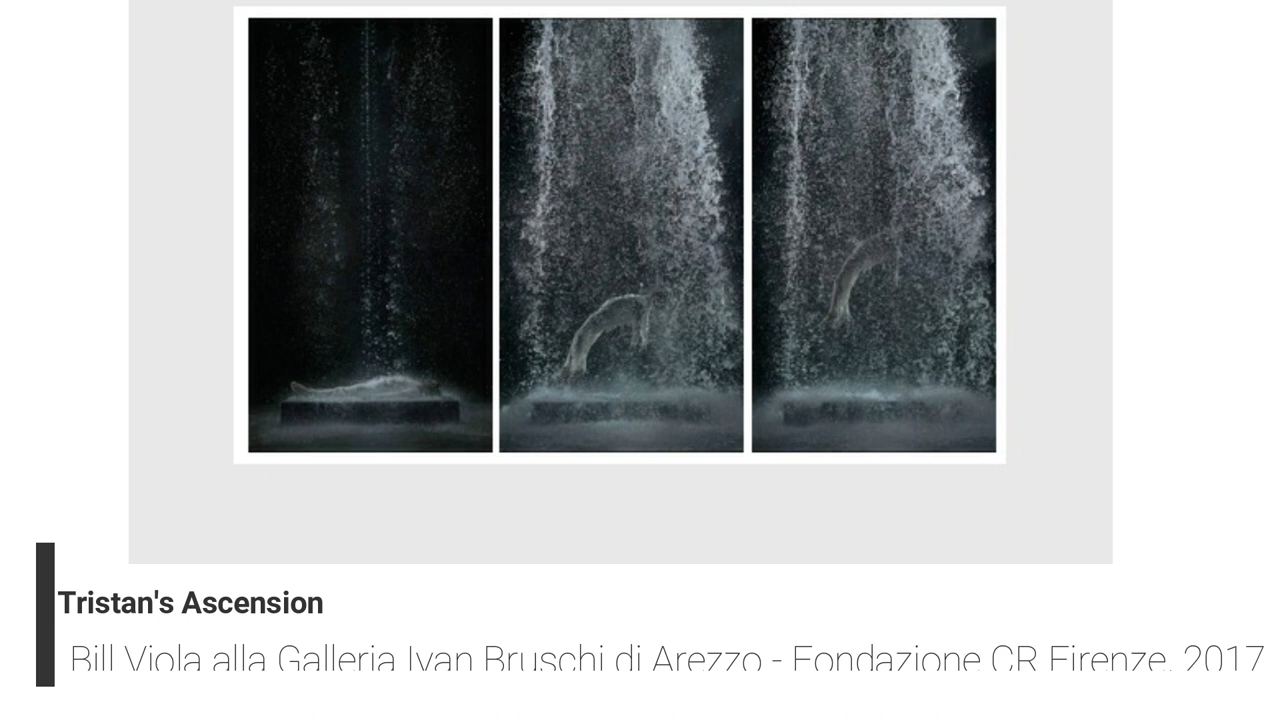 Tristan's Ascension
Bill Viola alla Galleria Ivan Bruschi di Arezzo - Fondazione CR Firenze, 2017